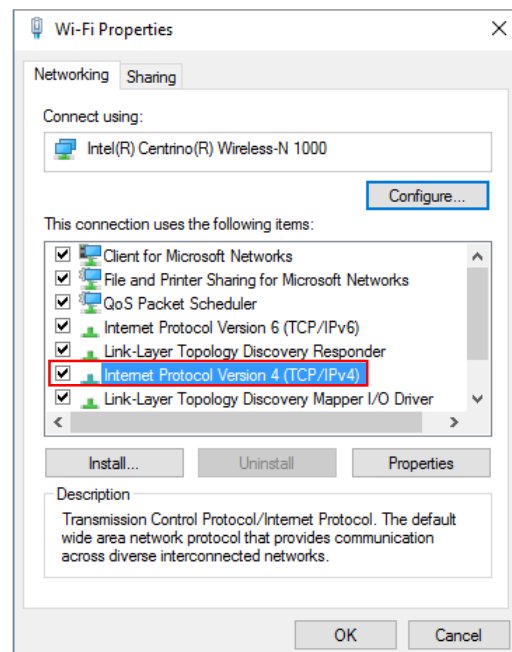 Wi-Fi Properties
Networking
Sharing
Connect using:
Intel(R) Centrino(R) Wireless-N 1000
Configure...
This connection uses the following items:
Client for Microsoft Networks
File and Printer Sharing for Microsoft Networks
QoS Packet Scheduler
Internet Protocol Version 6 (TCP/IPv6)
Link-Layer Topology Discovery Responder
Internet Protocol Version 4 (TCP/IPv4)
Link-Layer Topology Discovery Mapper I/O Driver
Install...
Uninstall
Properties
Description
Transmission Control Protocol/Internet Protocol. The default
wide area network protocol that provides communication
across diverse interconnected networks.
OK
Cancel